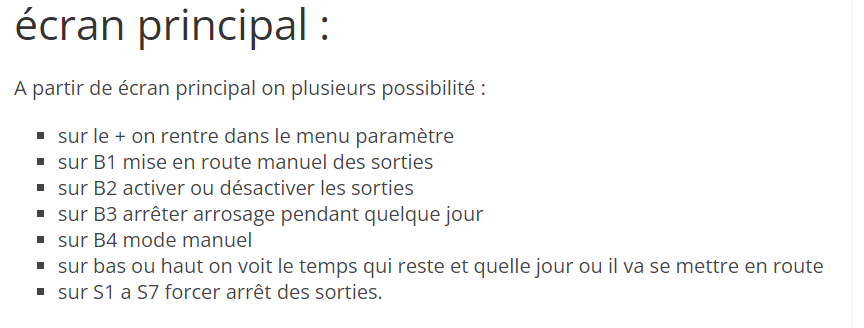 écran principal :
A partir de écran principal on plusieurs possibilité :
▪ sur le + on rentre dans le menu paramètre
▪ sur B1 mise en route manuel des sorties
▪ sur B2 activer ou désactiver les sorties
▪ sur B3 arrêter arrosage pendant quelque jour
▪ sur B4 mode manuel
▪ sur bas ou haut on voit le temps qui reste et quelle jour ou il va se mettre en route
▪ sur S1 a S7 forcer arrêt des sorties.